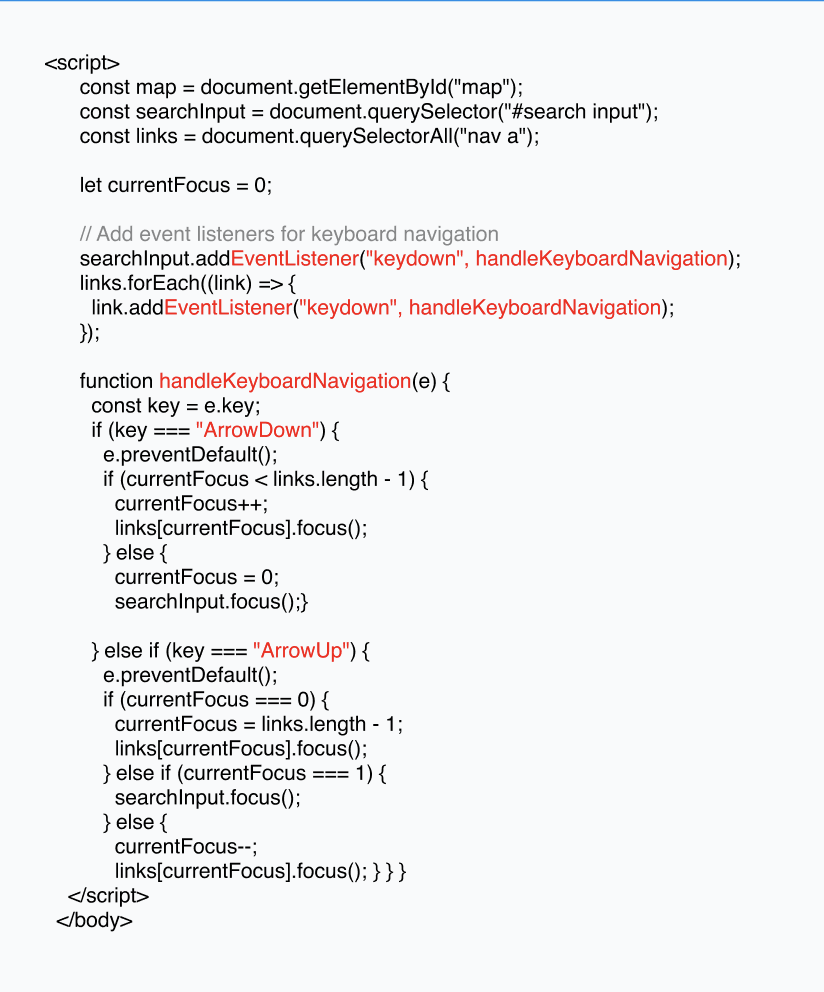 <script>
const map = document.getElementById("map");
const searchInput = document.querySelector("#search input");
const links = document.querySelectorAll("nav a");
let currentFocus = 0;
// Add event listeners for keyboard navigation
searchInput.addEventListener("keydown", handleKeyboardNavigation);
links.forEach((link) => {
link.addEventListener("keydown", handleKeyboardNavigation);
});
function handleKeyboardNavigation(e) {
const key = e.key;
if (key === "ArrowDown") {
e.preventDefault();
if (currentFocus < links.length - 1) {
currentFocus++;
links[currentFocus].focus();
} else {
currentFocus = 0;
searchInput.focus();}
} else if (key === "ArrowUp") {
e.preventDefault();
if (currentFocus === 0) {
currentFocus = links.length - 1;
links[currentFocus].focus();
} else if (currentFocus === 1) {
searchInput.focus();
} else {
currentFocus--;
links[currentFocus].focus(); } } }
</script>
</body>